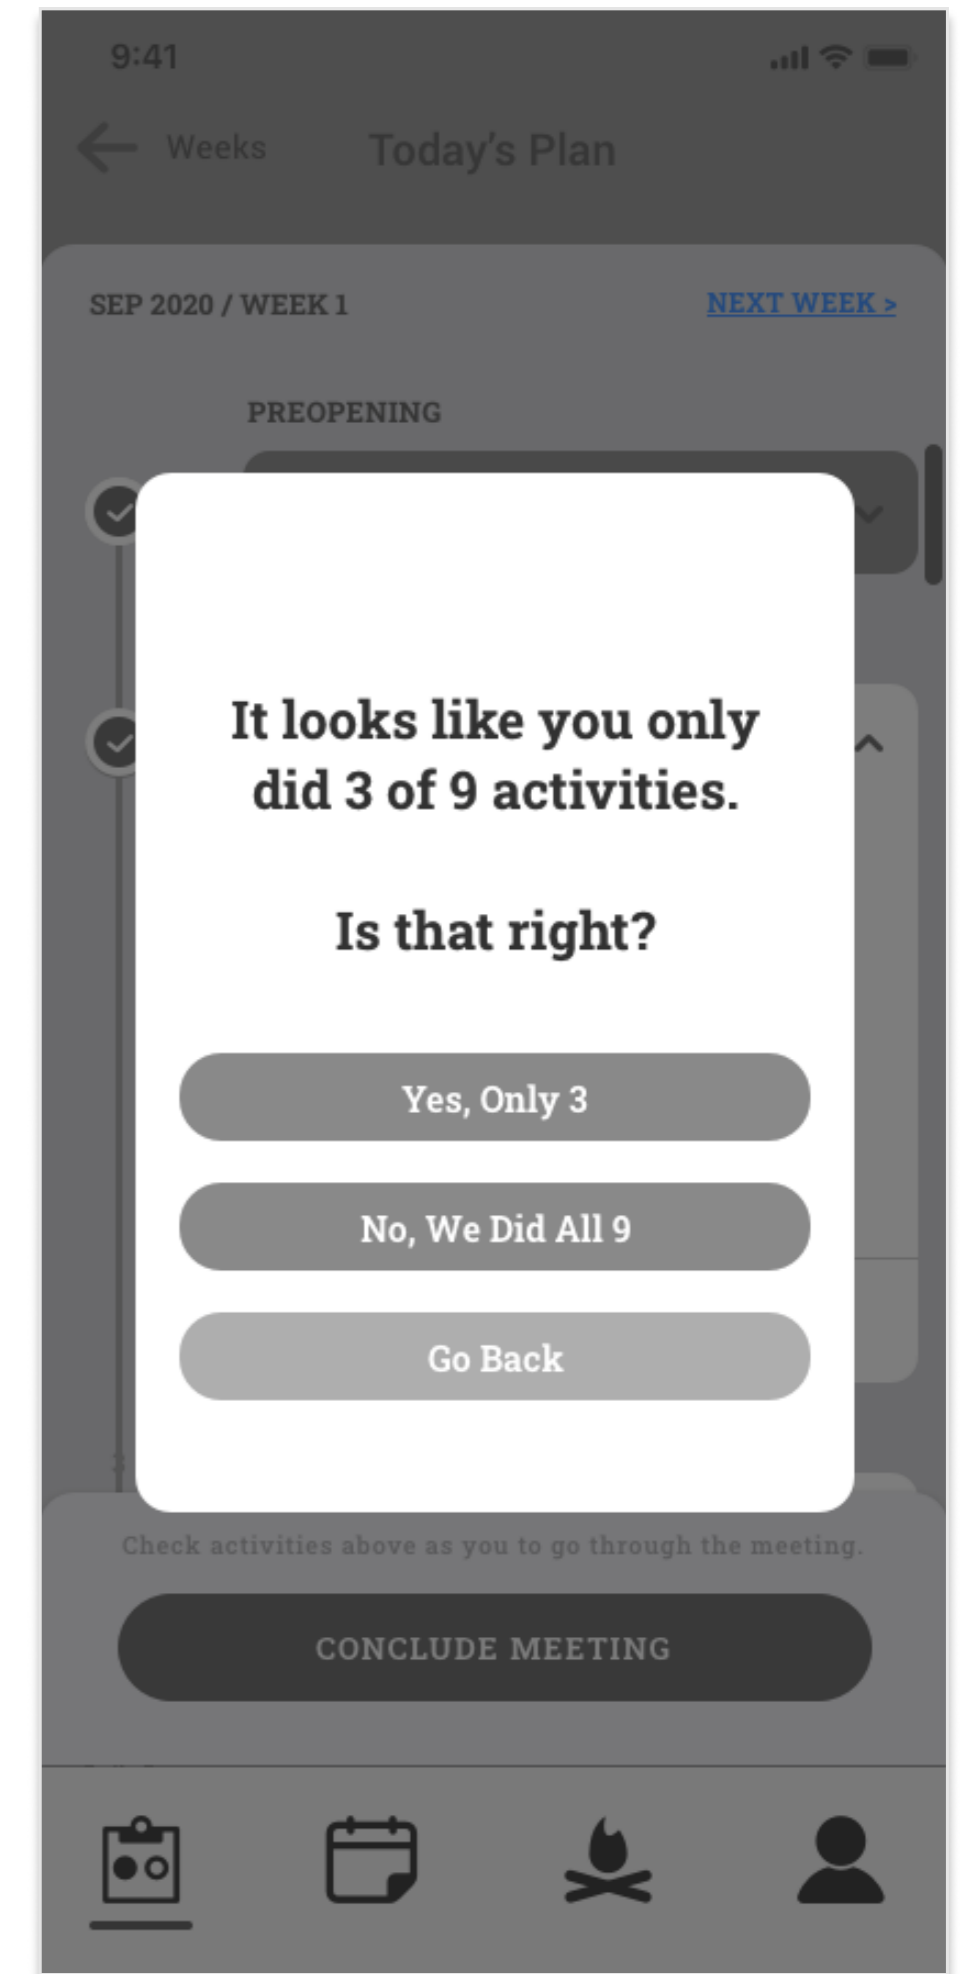 9:41
Weeks
Today's Plan
SEP 2020 / WEEK 1
NEXT WEEK >
PREOPENING
It looks like you only
did 3 of 9 activities.
Is that right?
Yes, Only 3
No, We Did All 9
Go Back
3
Check activities above as you to go through the meeting.
CONCLUDE MEETING